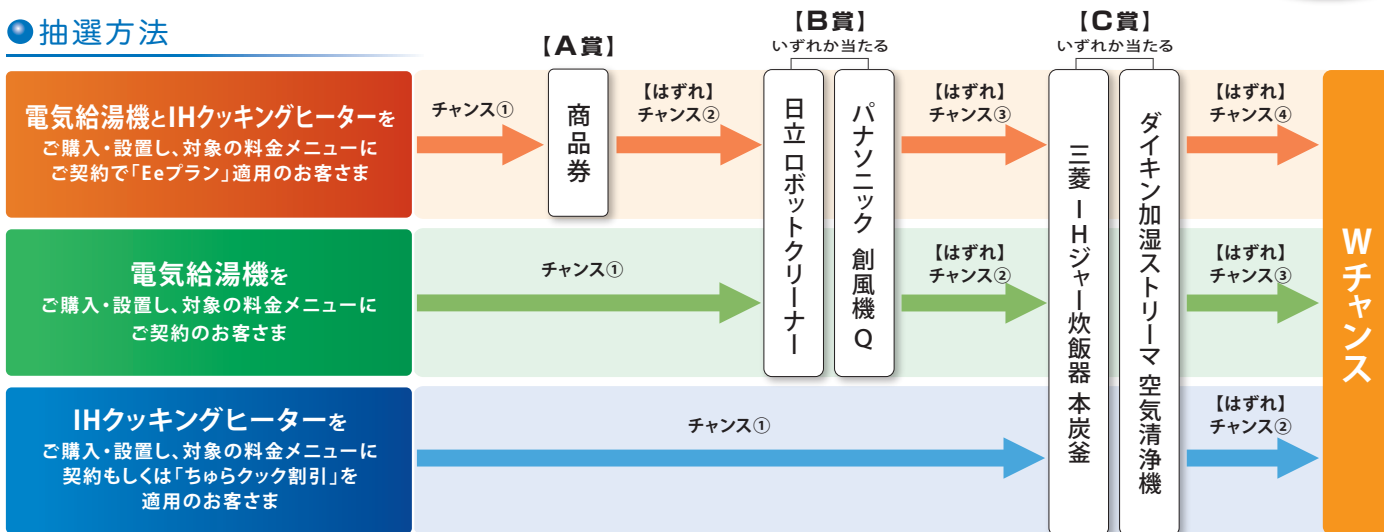 ●抽選方法
【A賞】
【B賞】
いずれか当たる
【C賞】
いずれか当たる
電気給湯機とIHクッキングヒーターを
ご購入・設置し、対象の料金メニューに
ご契約で「Eeプラン」適用のお客さま
チャンス①
商品券
【はずれ】
チャンス②
日立 ロボットクリーナー
パナソニック 創風機 Q
【はずれ】
チャンス③
三菱 IHジャー炊飯器 本炭釜
ダイキン加湿ストリーマ 空気清浄機
【はずれ】
チャンス④
Wチャンス
電気給湯機を
ご購入・設置し、対象の料金メニューに
ご契約のお客さま
チャンス①
【はずれ】
チャンス②
【はずれ】
チャンス③
IHクッキングヒーターを
ご購入・設置し、対象の料金メニューに
契約もしくは「ちゅらクック割引」を
適用のお客さま
チャンス①
【はずれ】
チャンス②